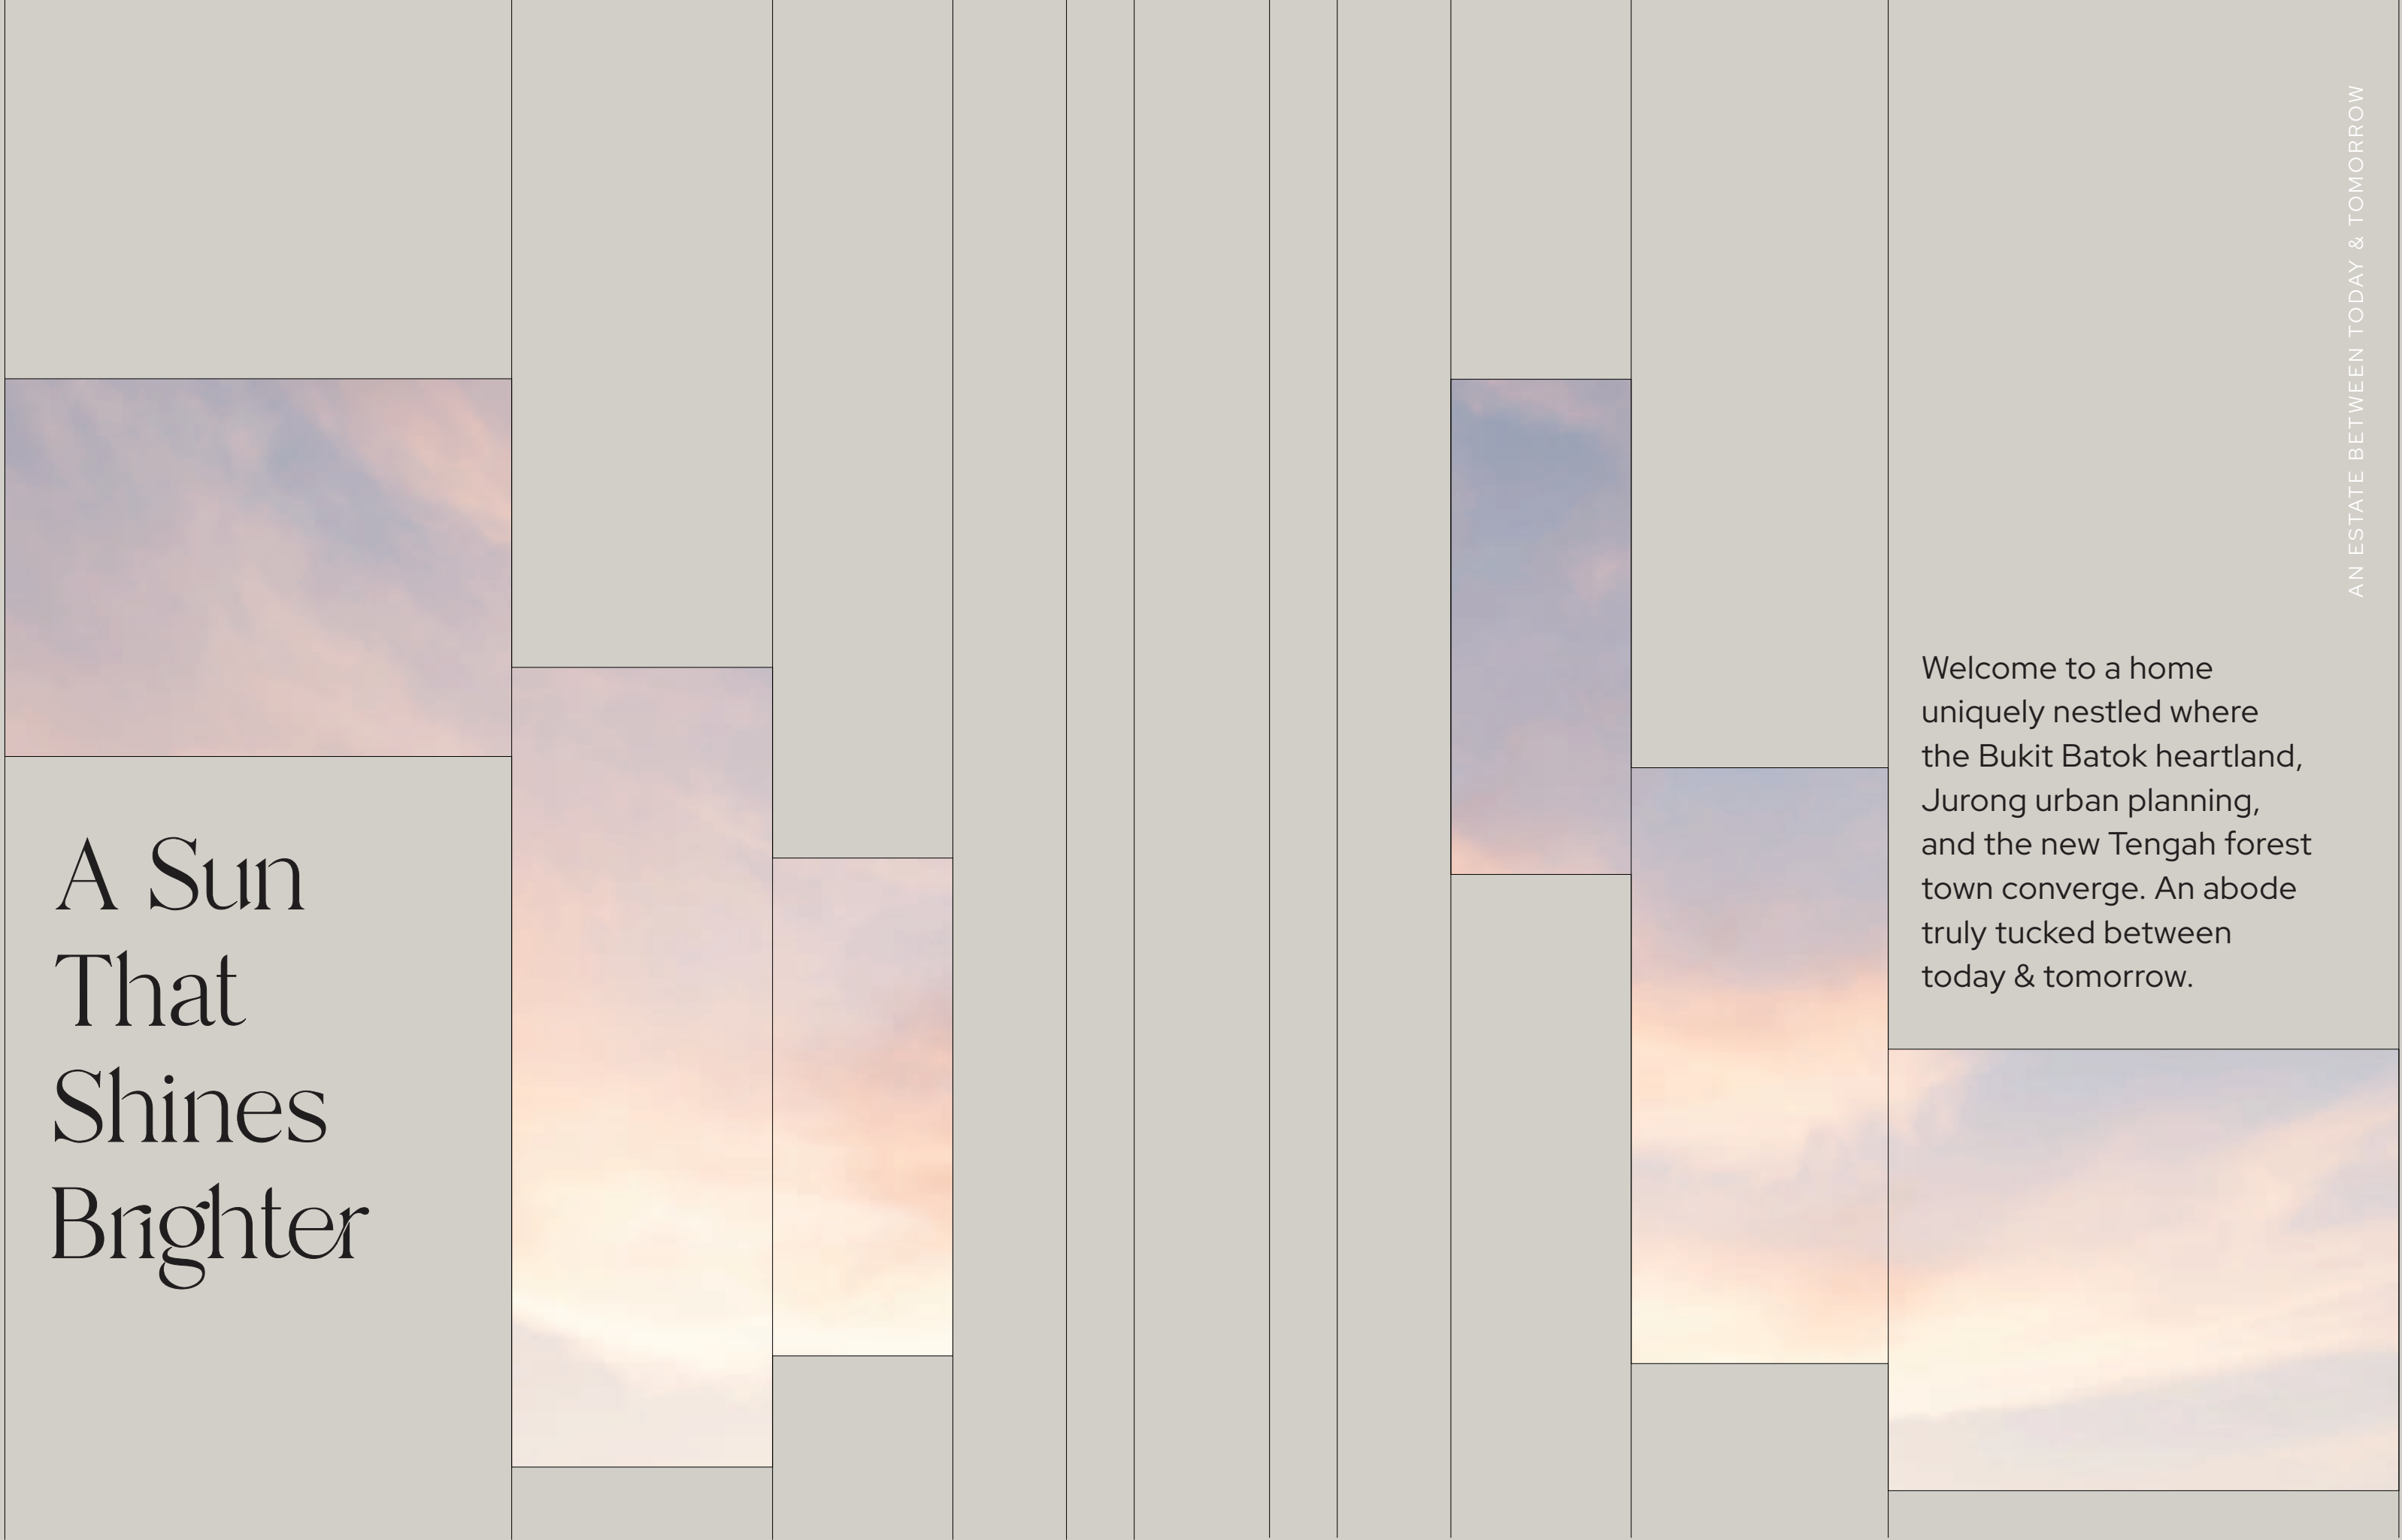 A Sun
That
Shines
Brighter
AN ESTATE BETWEEN TODAY & TOMORROW
Welcome to a home
uniquely nestled where
the Bukit Batok heartland,
Jurong urban planning,
and the new Tengah forest
town converge. An abode
truly tucked between
today & tomorrow.